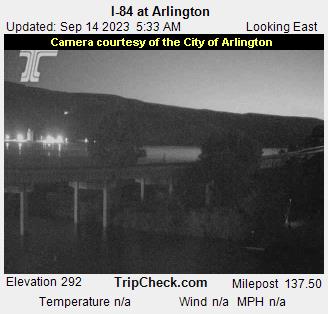 I-84 at Arlington
Updated: Sep 14 2023 5:33 AM Looking East
Camera courtesy of the City of Arlington
Elevation 292 TripCheck.com Milepost 137.50
Temperature n/a Wind n/a MPH n/a